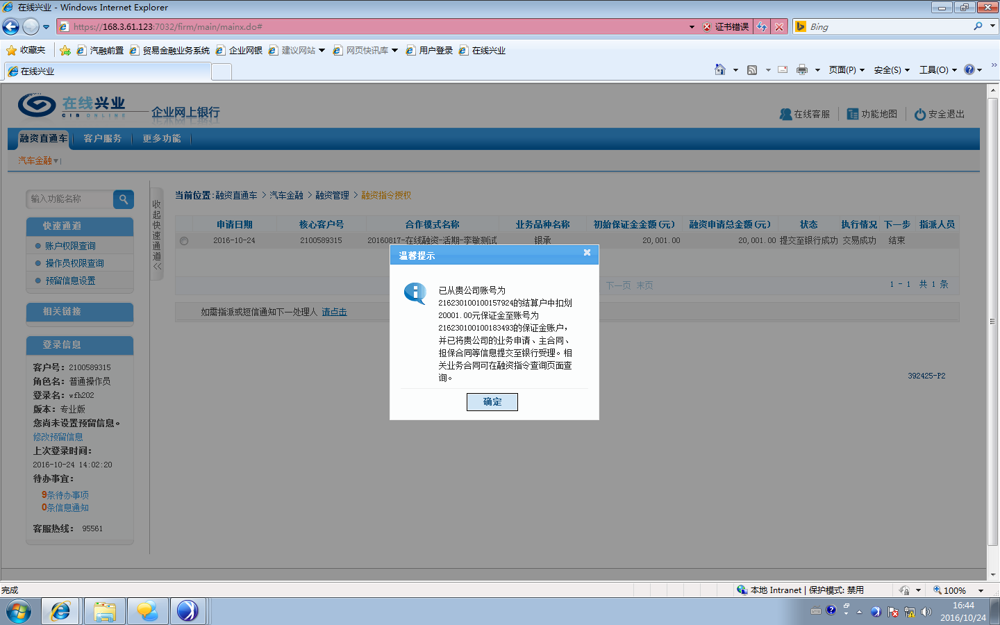 在线兴业 - Windows Internet Explorer
https://168.3.61.123:7032/firm/main/mainx.do#
证书错误
Bing
收藏夹
汽融前置
贸易金融业务系统
企业网银
建议网站
网页快讯库
用户登录
在线兴业
在线兴业
页面(P)
安全(S)
工具(O)
在线兴业
CIB ONLINE
企业网上银行
在线客服
功能地图
安全退出
融资直通车
客户服务
更多功能
汽车金融
输入功能名称
快速通道
账户权限查询
操作员权限查询
预留信息设置
相关链接
登录信息
客户号：2100589315
角色名：普通操作员
登录名：wfh202
版本：专业版
您尚未设置预留信息。
修改预留信息
上次登录时间：
2016-10-24 14:02:20
待办事宜：
9条待办事项
0条信息通知
客服热线： 95561
收起快速通道
当前位置:融资直通车 > 汽车金融 > 融资管理 > 融资指令授权
申请日期 核心客户号 合作模式名称 业务品种名称 初始保证金金额(元) 融资申请总金额(元) 状态 执行情况 下一步 指派人员
2016-10-24 2100589315 20160817-在线融资-活期-李敏测试 银承 20,001.00 20,001.00 提交至银行成功 交易成功 结束
下一页 末页
1 - 1 共 1 条
如需指派或短信通知下一处理人 请点击
392425-P2
温馨提示
已从贵公司账号为
216230100100157924的结算户中扣划
20001.00元保证金至账号为
216230100100183493的保证金账户，
并已将贵公司的业务申请、主合同、
担保合同等信息提交至银行受理。相
关业务合同可在融资指令查询页面查
询。
确定
完成
本地 Intranet | 保护模式: 禁用
100%
16:44
2016/10/24